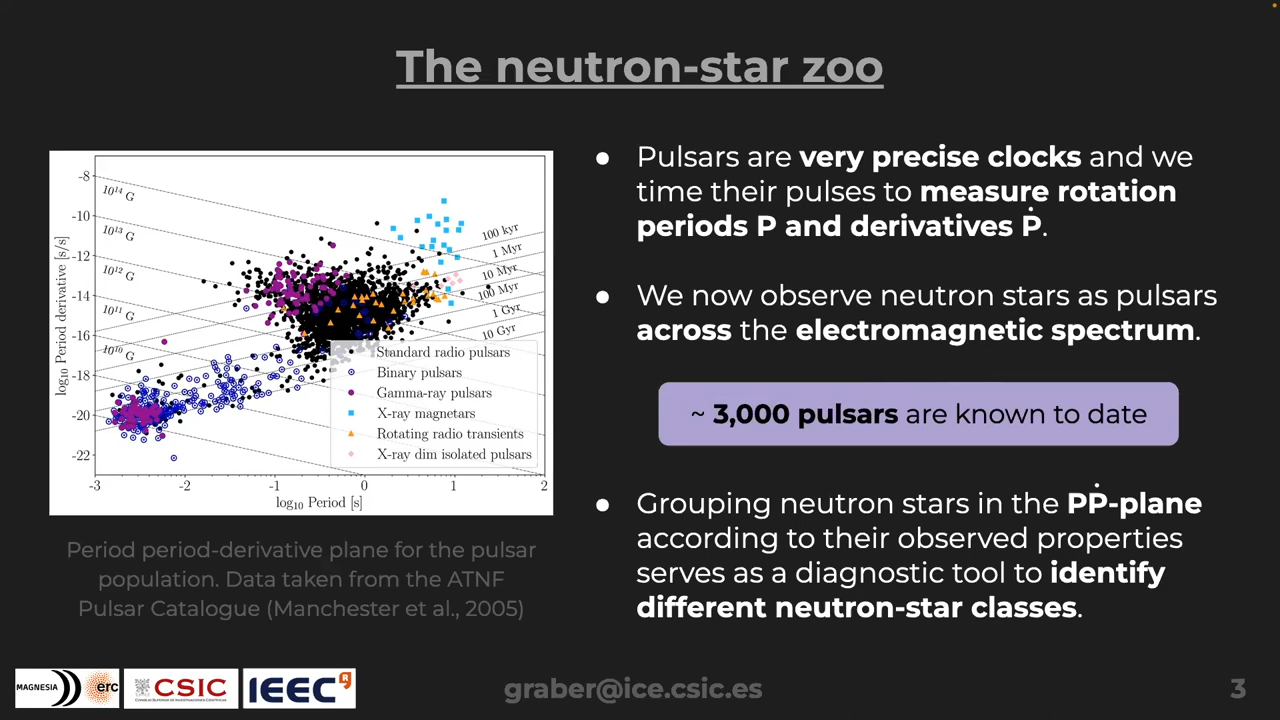 The neutron-star zoo
-8
-10
-12
-14
-16
-18
-20
-22
log₁₀ Period derivative [s/s]
10¹⁴ G
10¹³ G
10¹² G
10¹¹ G
10¹⁰ G
100 kyr
1 Myr
10 Myr
100 Myr
1 Gyr
10 Gyr
Standard radio pulsars
Binary pulsars
Gamma-ray pulsars
X-ray magnetars
Rotating radio transients
X-ray dim isolated pulsars
-3 -2 -1 0 1 2
log₁₀ Period [s]
Period period-derivative plane for the pulsar
population. Data taken from the ATNF
Pulsar Catalogue (Manchester et al., 2005)
● Pulsars are very precise clocks and we
time their pulses to measure rotation
periods P and derivatives Ṗ.
● We now observe neutron stars as pulsars
across the electromagnetic spectrum.
~ 3,000 pulsars are known to date
● Grouping neutron stars in the PṖ-plane
according to their observed properties
serves as a diagnostic tool to identify
different neutron-star classes.
MAGNESIA erc
CSIC
IEEC
graber@ice.csic.es
3